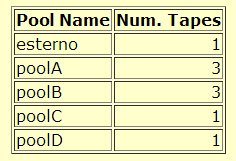 Pool Name Num. Tapes
esterno 1
poolA 3
poolB 3
poolC 1
poolD 1